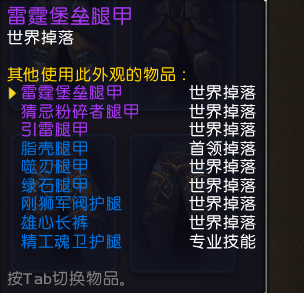 雷霆堡垒腿甲
世界掉落
其他使用此外观的物品：
雷霆堡垒腿甲 世界掉落
猜忌粉碎者腿甲 世界掉落
引雷腿甲 世界掉落
脂壳腿甲 首领掉落
噬刃腿甲 世界掉落
绿石腿甲 世界掉落
刚狮军阀护腿 世界掉落
雄心长裤 世界掉落
精工魂卫护腿 专业技能
按Tab切换物品。